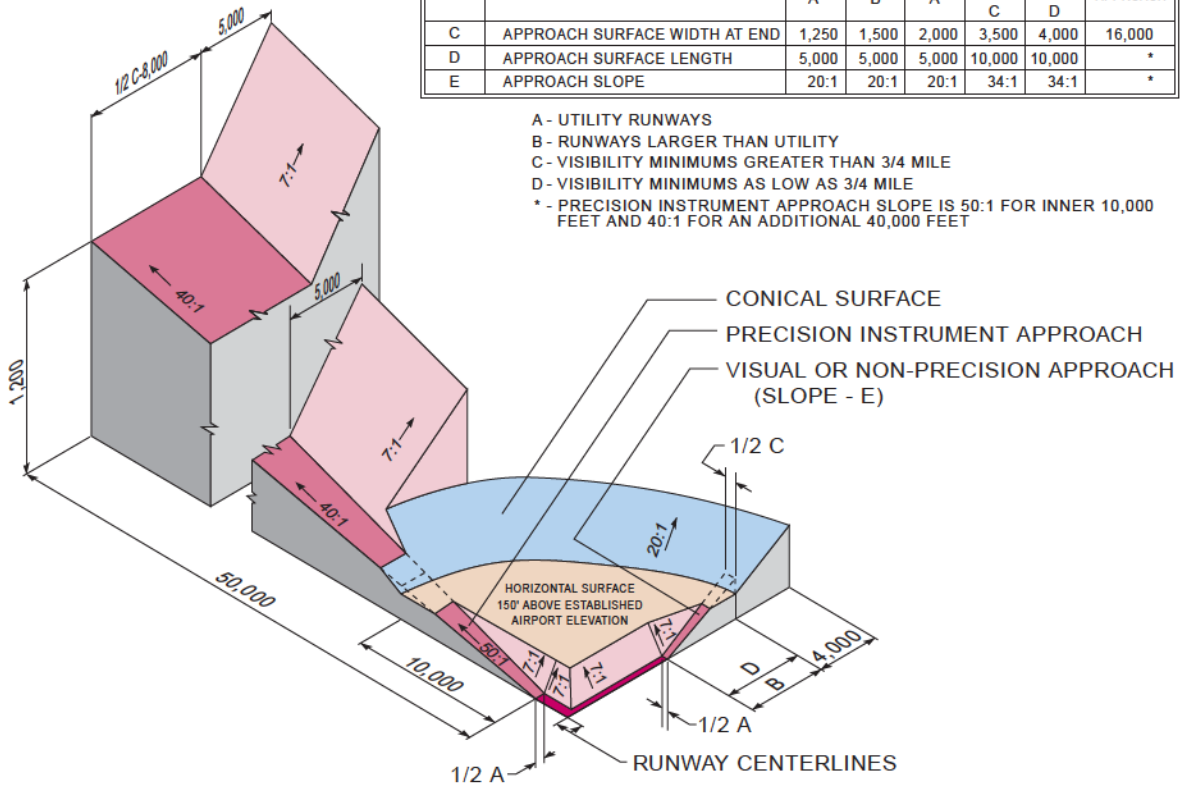 A B A C D
C APPROACH SURFACE WIDTH AT END 1,250 1,500 2,000 3,500 4,000 16,000
D APPROACH SURFACE LENGTH 5,000 5,000 5,000 10,000 10,000 *
E APPROACH SLOPE 20:1 20:1 20:1 34:1 34:1 *
A - UTILITY RUNWAYS
B - RUNWAYS LARGER THAN UTILITY
C - VISIBILITY MINIMUMS GREATER THAN 3/4 MILE
D - VISIBILITY MINIMUMS AS LOW AS 3/4 MILE
* - PRECISION INSTRUMENT APPROACH SLOPE IS 50:1 FOR INNER 10,000
FEET AND 40:1 FOR AN ADDITIONAL 40,000 FEET
5,000
1/2 C-8,000
7:1
40:1
5,000
1,200
CONICAL SURFACE
PRECISION INSTRUMENT APPROACH
VISUAL OR NON-PRECISION APPROACH
(SLOPE - E)
7:1
1/2 C
40:1
20:1
50,000
HORIZONTAL SURFACE
150' ABOVE ESTABLISHED
AIRPORT ELEVATION
7:1
50:1
7:1
7:1
7:1
10,000
D
4,000
B
1/2 A
RUNWAY CENTERLINES
1/2 A